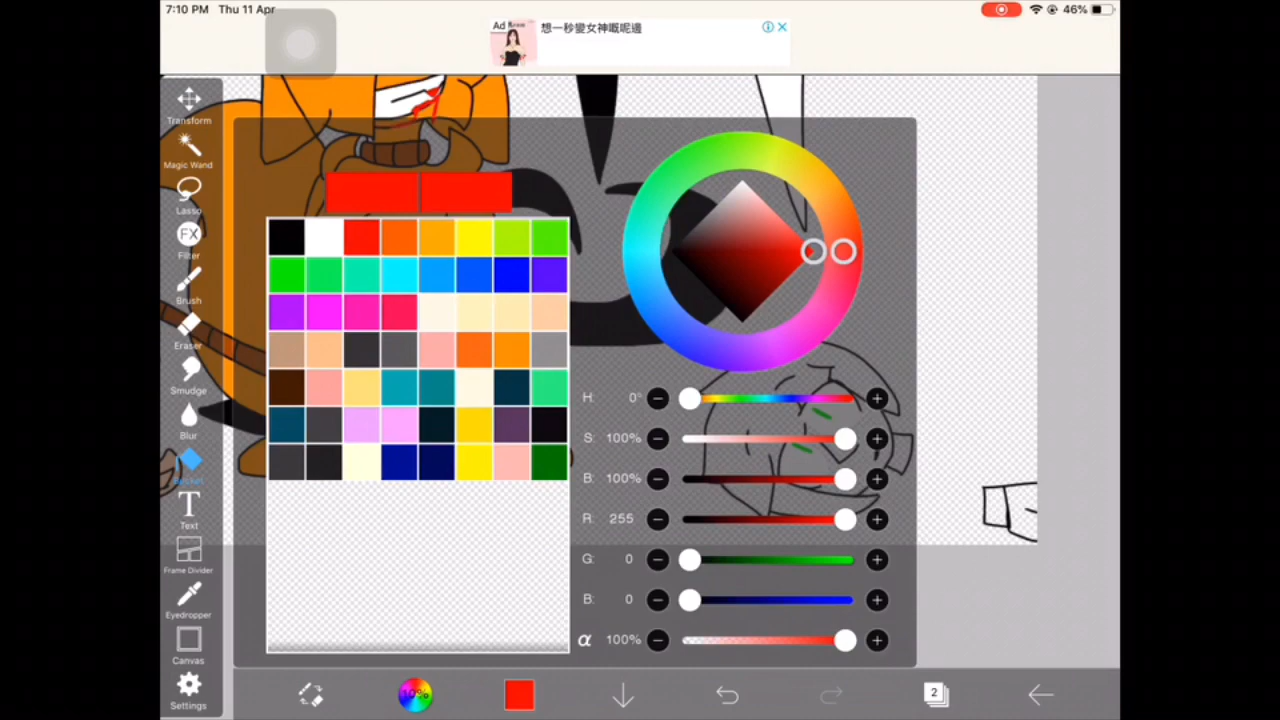 7:10 PM Thu 11 Apr
46%
Ad
想一秒變女神嘅呢邊
Transform
Magic Wand
Lasso
FX
Filter
Brush
Eraser
Smudge
Blur
Bucket
T
Text
Frame Divider
Eyedropper
Canvas
Settings
H: 0°
S: 100%
B: 100%
R: 255
G: 0
B: 0
α 100%
10%
2